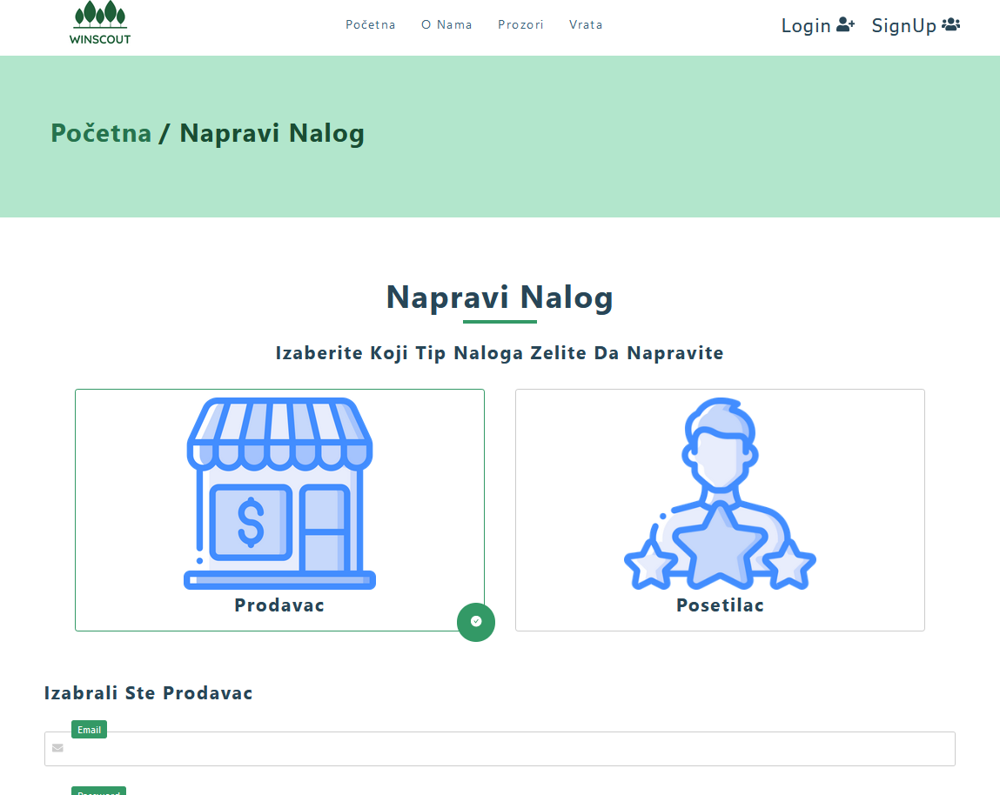 WINSCOUT
Početna O Nama Prozori Vrata
Login SignUp
Početna / Napravi Nalog
Napravi Nalog
Izaberite Koji Tip Naloga Zelite Da Napravite
$
Prodavac
Posetilac
Izabrali Ste Prodavac
Email
Password